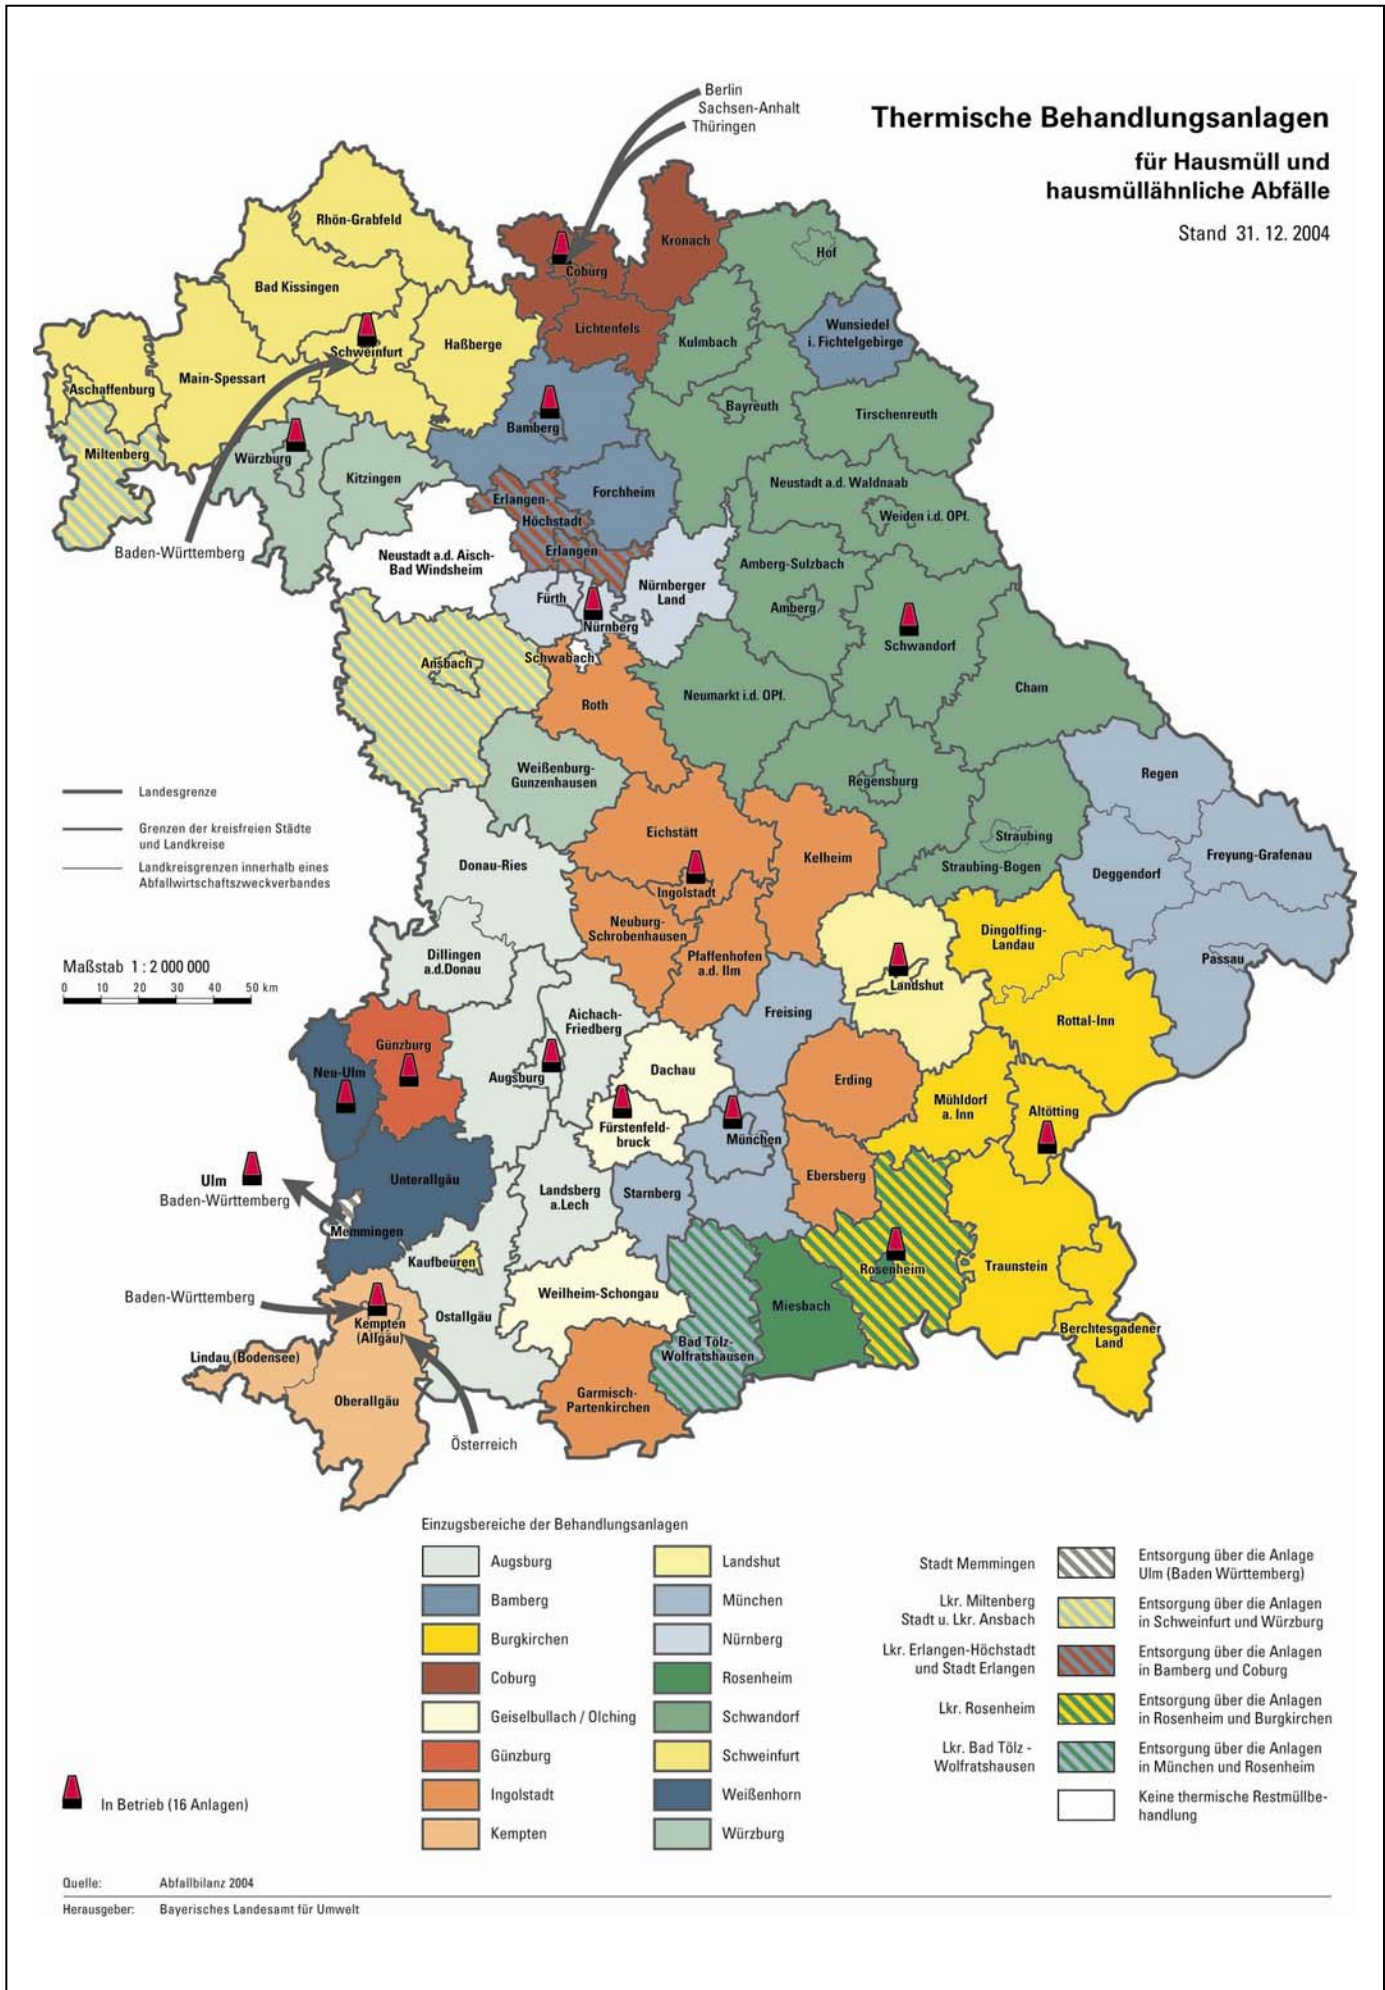 Berlin
Sachsen-Anhalt
Thüringen
Thermische Behandlungsanlagen
für Hausmüll und
hausmüllähnliche Abfälle
Stand 31. 12. 2004
Rhön-Grabfeld
Kronach
Hof
Coburg
Bad Kissingen
Lichtenfels
Wunsiedel
i. Fichtelgebirge
Kulmbach
Haßberge
Schweinfurt
Main-Spessart
Aschaffenburg
Bayreuth
Tirschenreuth
Bamberg
Miltenberg
Würzburg
Kitzingen
Neustadt a.d. Waldnaab
Forchheim
Erlangen-
Höchstadt
Weiden i.d. OPf.
Baden-Württemberg
Neustadt a.d. Aisch-
Bad Windsheim
Erlangen
Amberg-Sulzbach
Nürnberger
Land
Fürth
Amberg
Nürnberg
Schwandorf
Schwabach
Ansbach
Cham
Neumarkt i.d. OPf.
Roth
Weißenburg-
Gunzenhausen
Regen
Regensburg
Landesgrenze
Grenzen der kreisfreien Städte
und Landkreise
Landkreisgrenzen innerhalb eines
Abfallwirtschaftszweckverbandes
Eichstätt
Straubing
Kelheim
Freyung-Grafenau
Donau-Ries
Straubing-Bogen
Deggendorf
Ingolstadt
Neuburg-
Schrobenhausen
Dingolfing-
Landau
Dillingen
a.d.Donau
Pfaffenhofen
a.d. Ilm
Passau
Maßstab 1 : 2 000 000
0 10 20 30 40 50 km
Landshut
Freising
Aichach-
Friedberg
Rottal-Inn
Günzburg
Neu-Ulm
Augsburg
Dachau
Erding
Mühldorf
a. Inn
Altötting
Fürstenfeld-
bruck
München
Ulm
Baden-Württemberg
Unterallgäu
Landsberg
a.Lech
Starnberg
Ebersberg
Memmingen
Kaufbeuren
Rosenheim
Traunstein
Baden-Württemberg
Weilheim-Schongau
Miesbach
Kempten
(Allgäu)
Ostallgäu
Berchtesgadener
Land
Bad Tölz-
Wolfratshausen
Lindau (Bodensee)
Oberallgäu
Garmisch-
Partenkirchen
Österreich
Einzugsbereiche der Behandlungsanlagen
Augsburg
Bamberg
Burgkirchen
Coburg
Geiselbullach / Olching
Günzburg
Ingolstadt
Kempten
Landshut
München
Nürnberg
Rosenheim
Schwandorf
Schweinfurt
Weißenhorn
Würzburg
Stadt Memmingen
Entsorgung über die Anlage
Ulm (Baden Württemberg)
Lkr. Miltenberg
Stadt u. Lkr. Ansbach
Entsorgung über die Anlagen
in Schweinfurt und Würzburg
Lkr. Erlangen-Höchstadt
und Stadt Erlangen
Entsorgung über die Anlagen
in Bamberg und Coburg
Lkr. Rosenheim
Entsorgung über die Anlagen
in Rosenheim und Burgkirchen
Lkr. Bad Tölz -
Wolfratshausen
Entsorgung über die Anlagen
in München und Rosenheim
Keine thermische Restmüllbe-
handlung
In Betrieb (16 Anlagen)
Quelle: Abfallbilanz 2004
Herausgeber: Bayerisches Landesamt für Umwelt